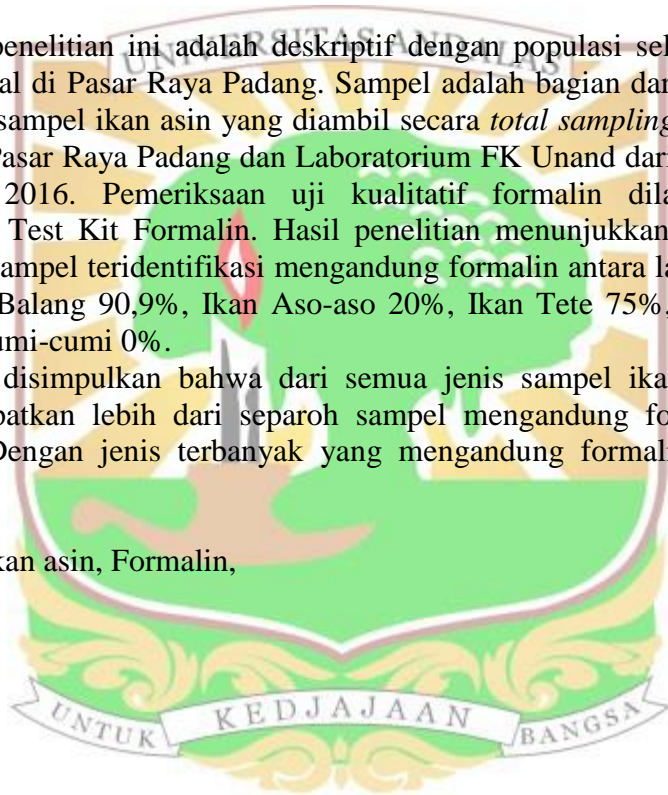 UNIVERSITAS ANDALAS
penelitian ini adalah deskriptif dengan populasi sel
al di Pasar Raya Padang. Sampel adalah bagian dar
sampel ikan asin yang diambil secara total sampling
Pasar Raya Padang dan Laboratorium FK Unand dari
2016. Pemeriksaan uji kualitatif formalin dila
Test Kit Formalin. Hasil penelitian menunjukkan
ampel teridentifikasi mengandung formalin antara la
Balang 90,9%, Ikan Aso-aso 20%, Ikan Tete 75%,
umi-cumi 0%.
disimpulkan bahwa dari semua jenis sampel ika
patkan lebih dari separoh sampel mengandung fo
Dengan jenis terbanyak yang mengandung formali
kan asin, Formalin,
UNTUK KEDJAJAAN BANGSA